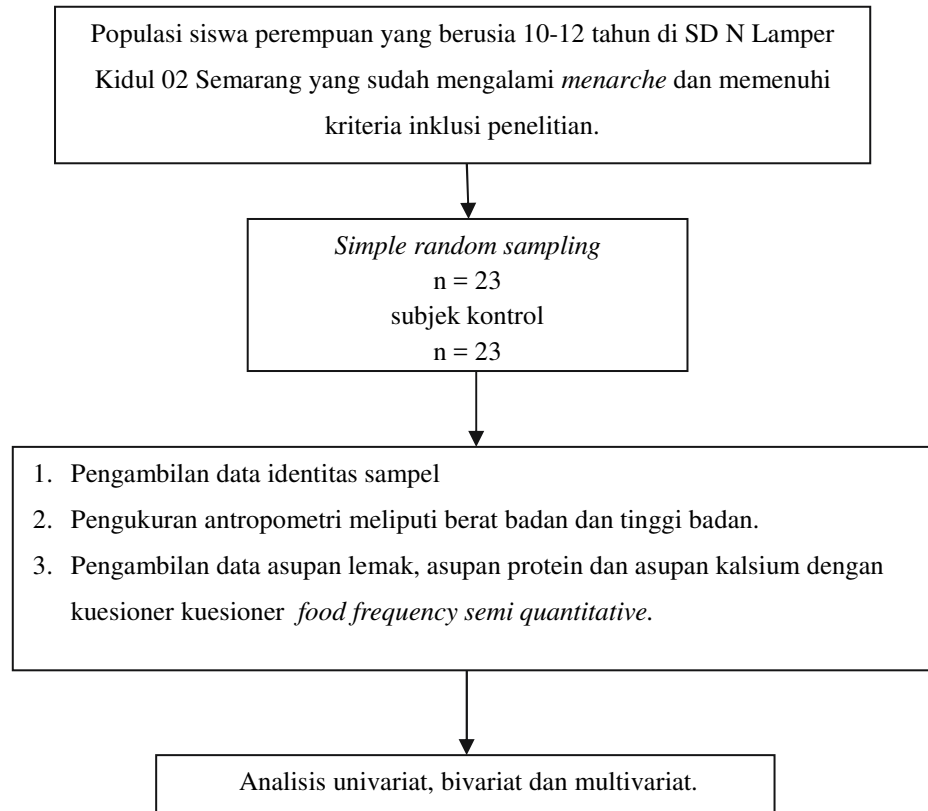 Populasi siswa perempuan yang berusia 10-12 tahun di SD N Lamper
Kidul 02 Semarang yang sudah mengalami menarche dan memenuhi
kriteria inklusi penelitian.
Simple random sampling
n = 23
subjek kontrol
n = 23
1. Pengambilan data identitas sampel
2. Pengukuran antropometri meliputi berat badan dan tinggi badan.
3. Pengambilan data asupan lemak, asupan protein dan asupan kalsium dengan
kuesioner kuesioner food frequency semi quantitative.
Analisis univariat, bivariat dan multivariat.